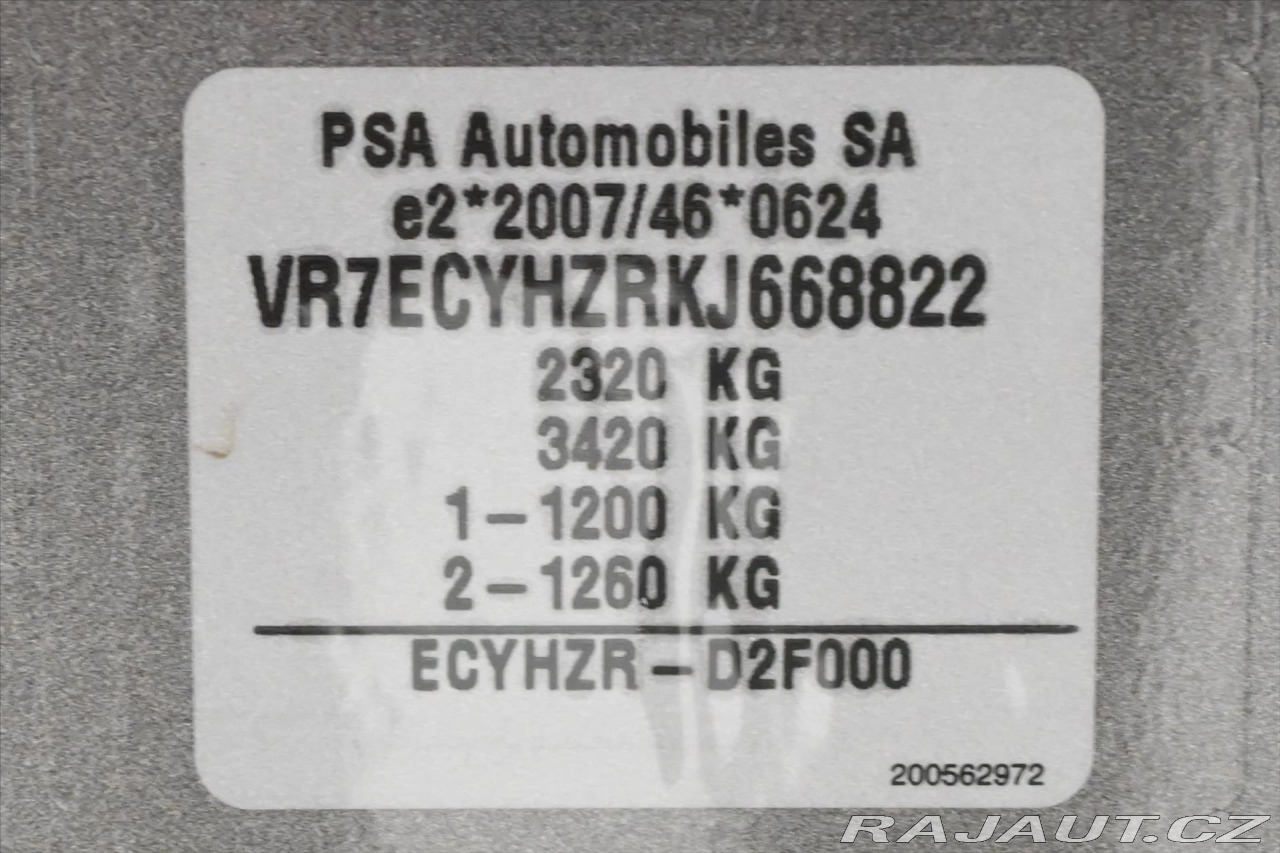 PSA Automobiles SA
e2*2007/46*0624
VR7ECYHZRKJ668822
2320 KG
3420 KG
1-1200 KG
2-1260 KG
ECYHZR-D2F000
200562972
RAJAUT.CZ